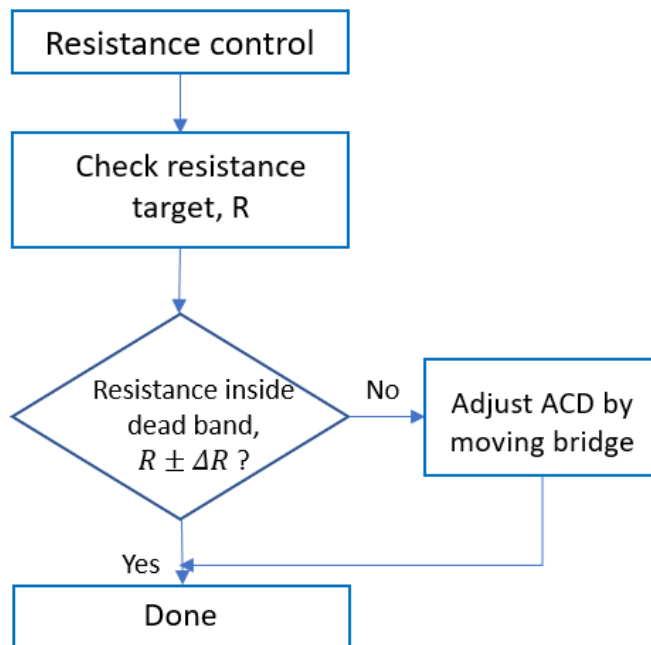 Resistance control
Check resistance
target, R
Resistance inside
dead band,
R ± ΔR ?
No
Adjust ACD by
moving bridge
Yes
Done